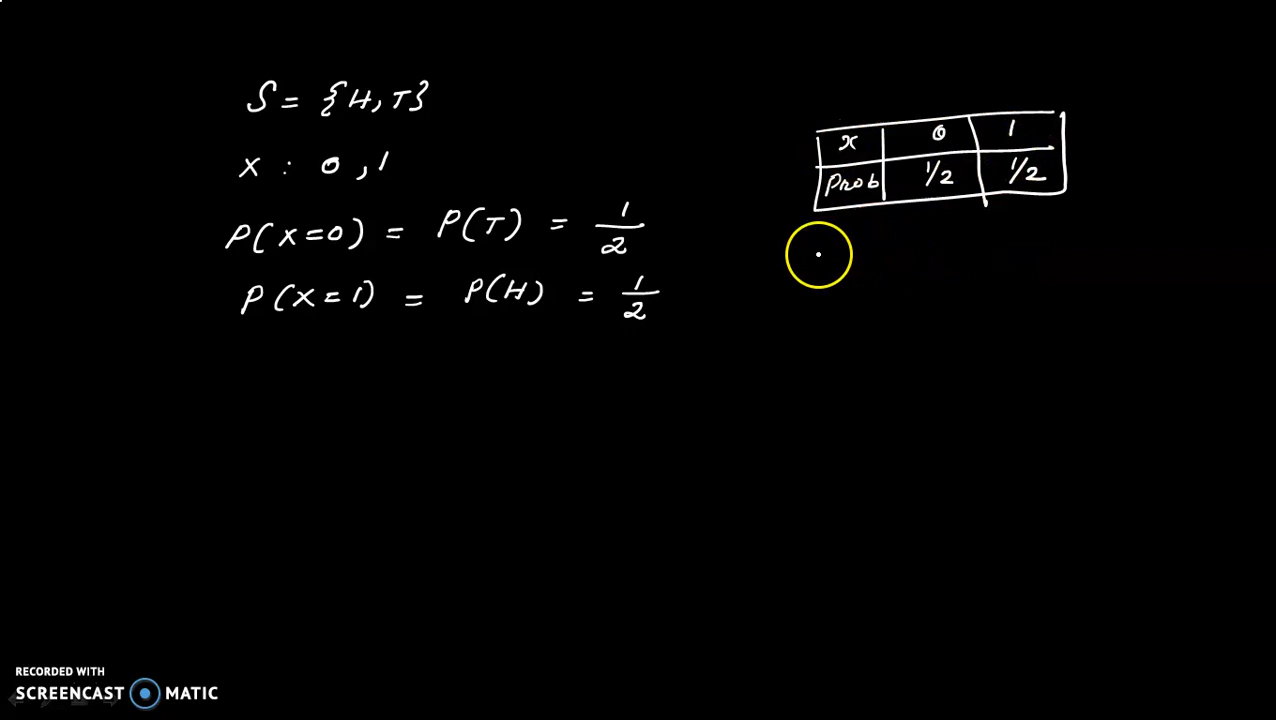 S = {H, T}
X : 0, 1
P(X=0) = P(T) = 1/2
P(X=1) = P(H) = 1/2
x 0 1
Prob 1/2 1/2
RECORDED WITH
SCREENCAST MATIC